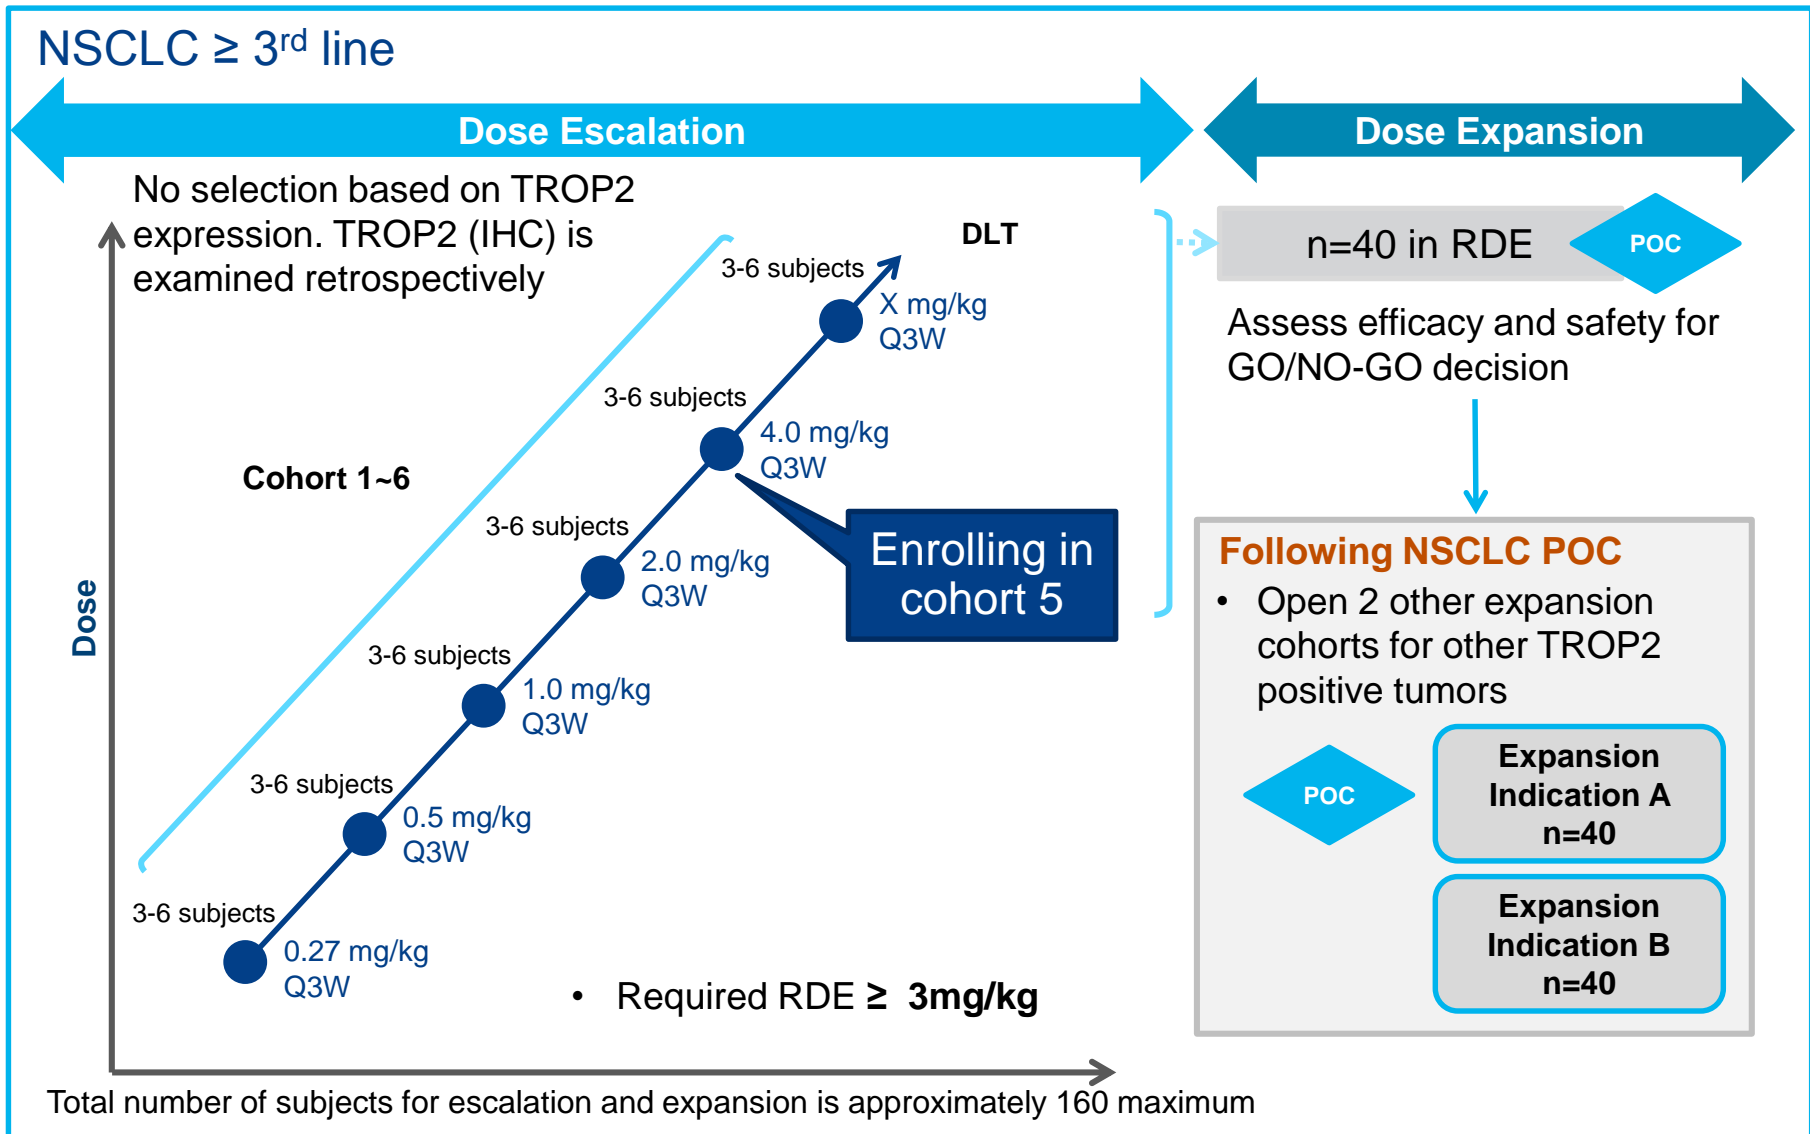 NSCLC ≥ 3rd line
Dose Escalation
Dose Expansion
No selection based on TROP2
expression. TROP2 (IHC) is
examined retrospectively
DLT
3-6 subjects
X mg/kg
Q3W
3-6 subjects
4.0 mg/kg
Q3W
Cohort 1~6
3-6 subjects
2.0 mg/kg
Q3W
Enrolling in
cohort 5
3-6 subjects
1.0 mg/kg
Q3W
Dose
3-6 subjects
0.5 mg/kg
Q3W
3-6 subjects
0.27 mg/kg
Q3W
• Required RDE ≥ 3mg/kg
n=40 in RDE
POC
Assess efficacy and safety for
GO/NO-GO decision
Following NSCLC POC
• Open 2 other expansion
cohorts for other TROP2
positive tumors
POC
Expansion
Indication A
n=40
Expansion
Indication B
n=40
Total number of subjects for escalation and expansion is approximately 160 maximum